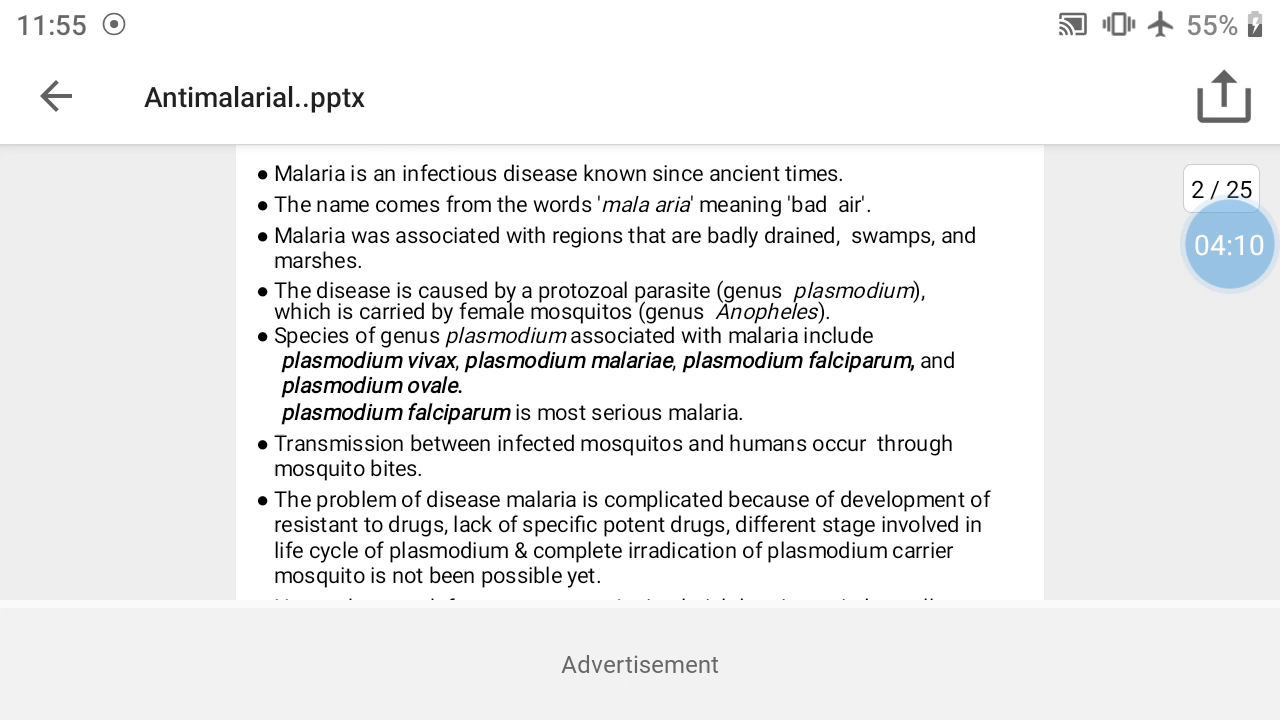 11:55
55%
Antimalarial..pptx
2 / 25
04:10
● Malaria is an infectious disease known since ancient times.
● The name comes from the words 'mala aria' meaning 'bad air'.
● Malaria was associated with regions that are badly drained, swamps, and
marshes.
● The disease is caused by a protozoal parasite (genus plasmodium),
which is carried by female mosquitos (genus Anopheles).
● Species of genus plasmodium associated with malaria include
plasmodium vivax, plasmodium malariae, plasmodium falciparum, and
plasmodium ovale.
plasmodium falciparum is most serious malaria.
● Transmission between infected mosquitos and humans occur through
mosquito bites.
● The problem of disease malaria is complicated because of development of
resistant to drugs, lack of specific potent drugs, different stage involved in
life cycle of plasmodium & complete irradication of plasmodium carrier
mosquito is not been possible yet.
Advertisement